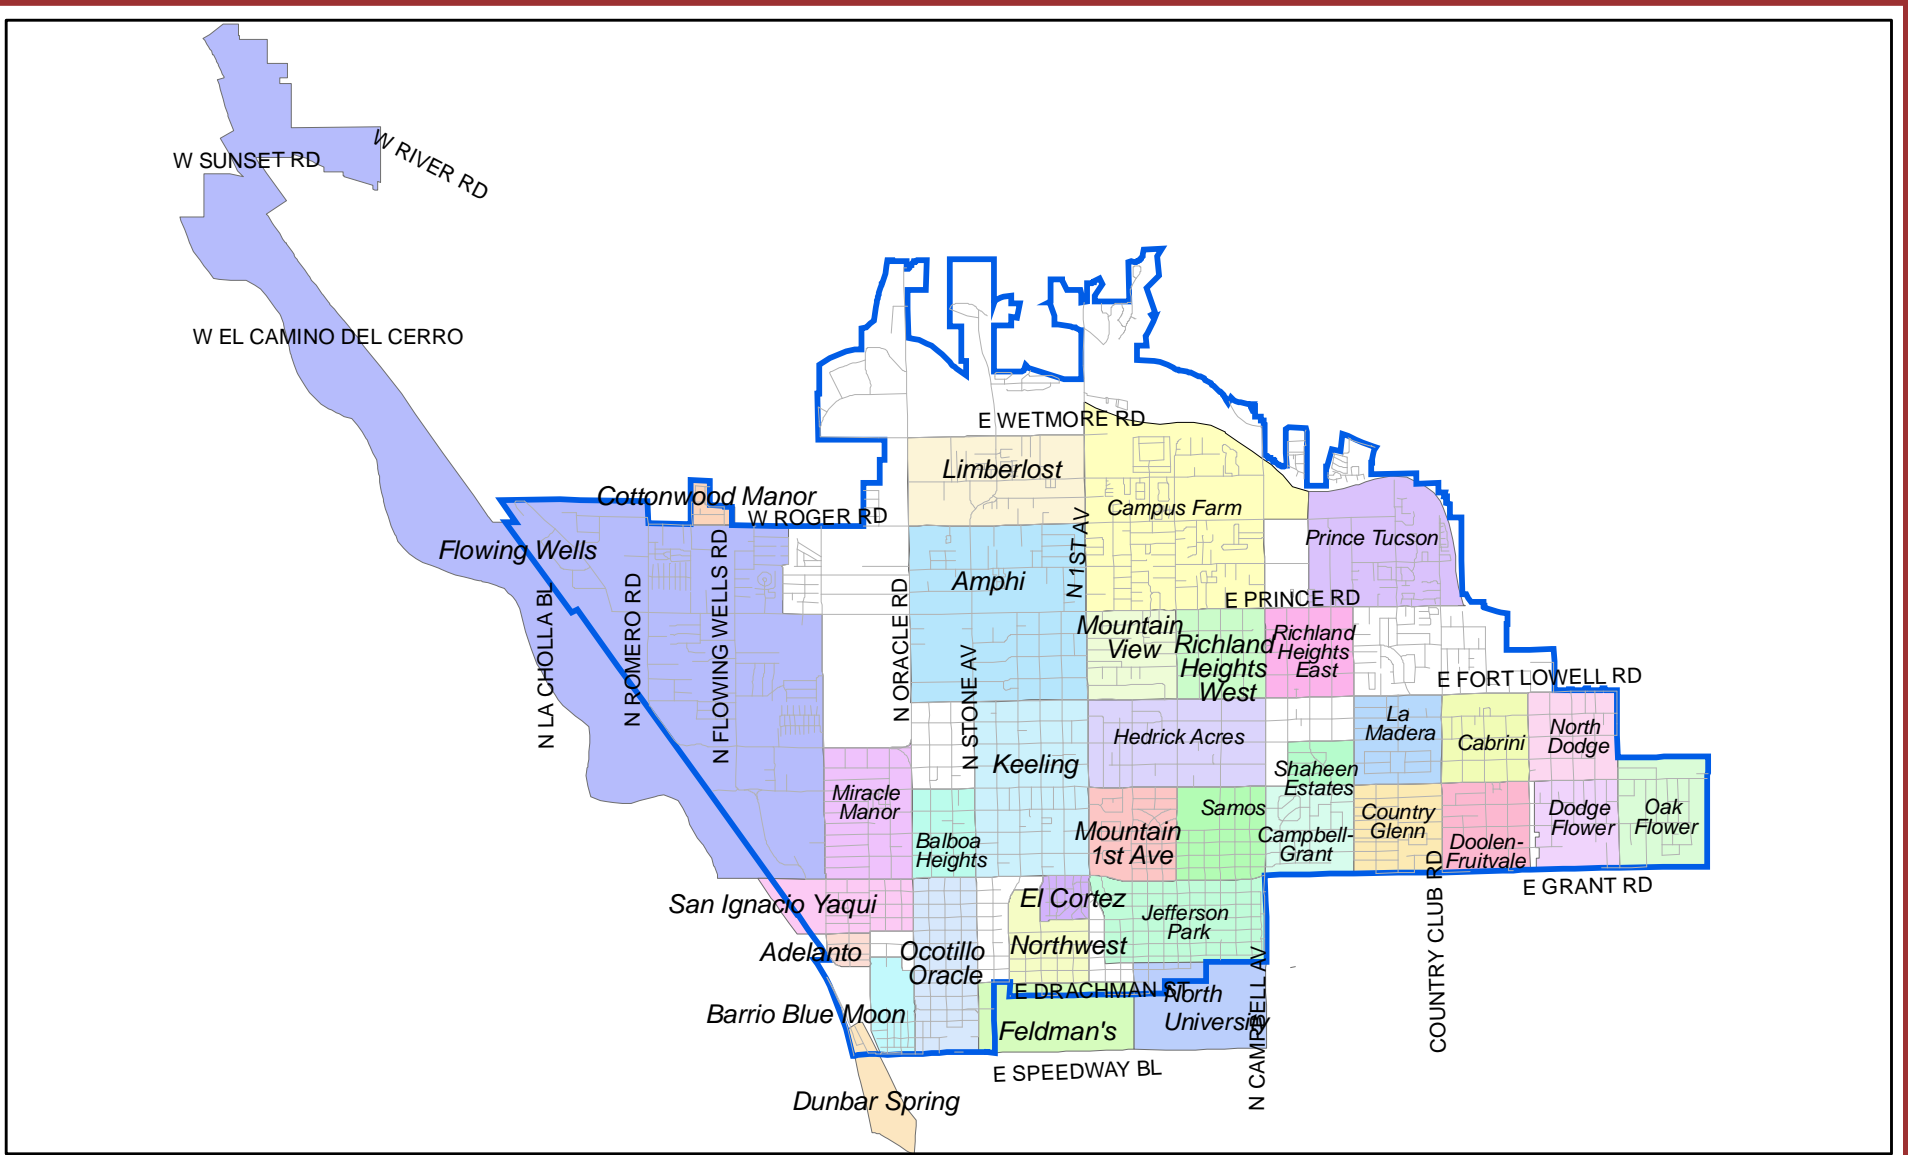 W RIVER RD
W SUNSET RD
W EL CAMINO DEL CERRO
E WETMORE RD
Limberlost
Cottonwood Manor
W ROGER RD
Campus Farm
Flowing Wells
Prince Tucson
N 1ST AV
Amphi
E PRINCE RD
N LA CHOLLA BL
N ROMERO RD
N FLOWING WELLS RD
N ORACLE RD
N STONE AV
Mountain
View
Richland
Heights
West
Richland
Heights
East
E FORT LOWELL RD
La
Madera
Cabrini
North
Dodge
Hedrick Acres
Keeling
Shaheen
Estates
Miracle
Manor
Samos
Country
Glenn
Dodge
Flower
Oak
Flower
Balboa
Heights
Mountain
1st Ave
Campbell-
Grant
Doolen-
Fruitvale
E GRANT RD
San Ignacio Yaqui
El Cortez
Jefferson
Park
COUNTRY CLUB RD
Adelanto
Ocotillo
Oracle
Northwest
E DRACHMAN ST
North
University
N CAMPBELL AV
Barrio Blue Moon
Feldman's
E SPEEDWAY BL
Dunbar Spring